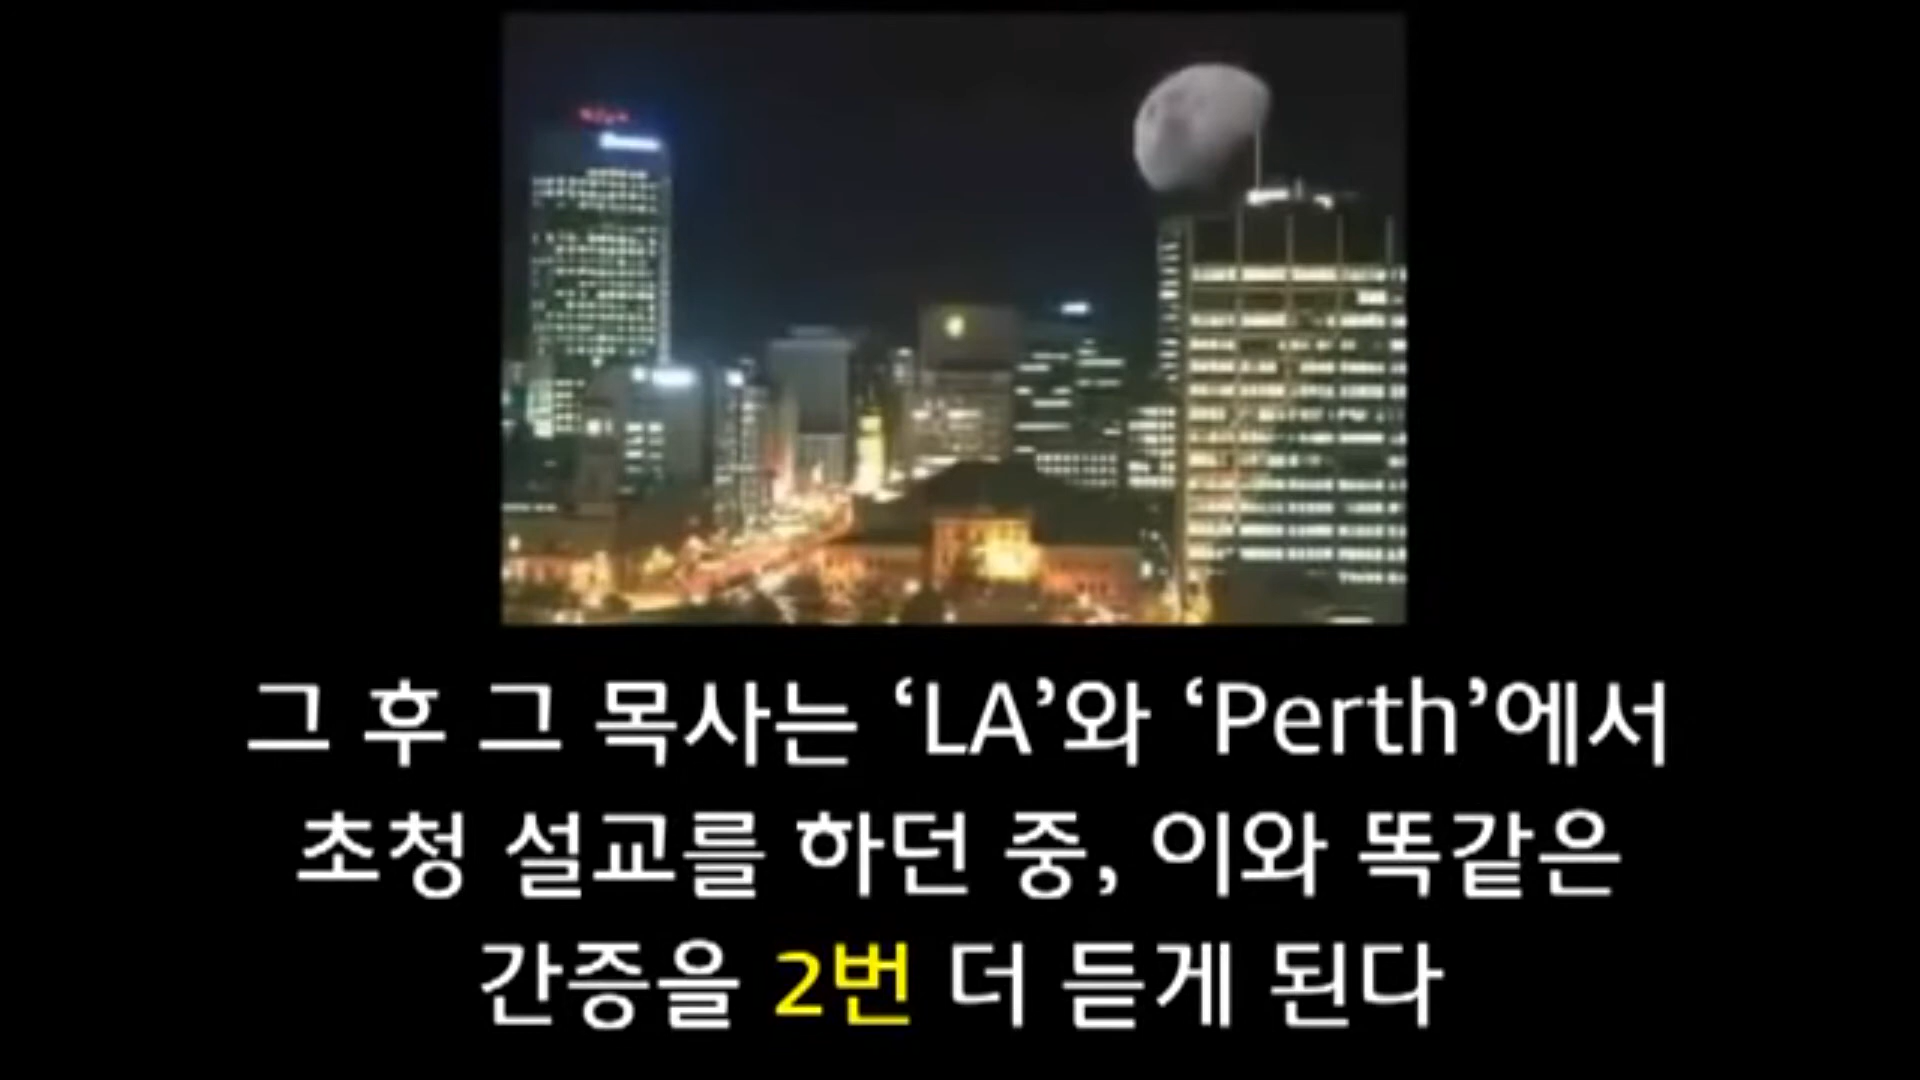 그 후 그 목사는 ‘LA’와 ‘Perth’에서
초청 설교를 하던 중, 이와 똑같은
간증을 2번 더 듣게 된다